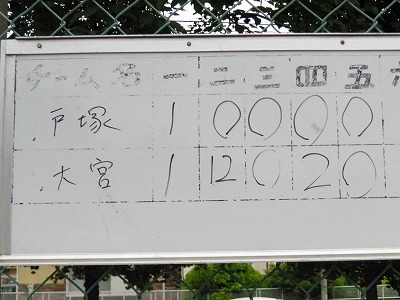 チーム名 一 二 三 四 五 六
戸塚 1 0 0 0 0
大宮 1 12 0 2 0